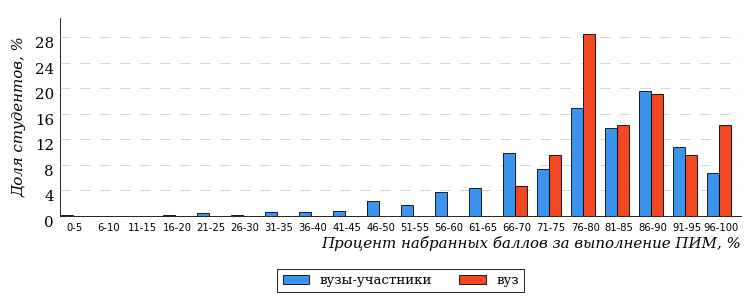 Доля студентов, %
28
24
20
16
12
8
4
0
0-5 6-10 11-15 16-20 21-25 26-30 31-35 36-40 41-45 46-50 51-55 56-60 61-65 66-70 71-75 76-80 81-85 86-90 91-95 96-100
Процент набранных баллов за выполнение ПИМ, %
вузы-участники вуз